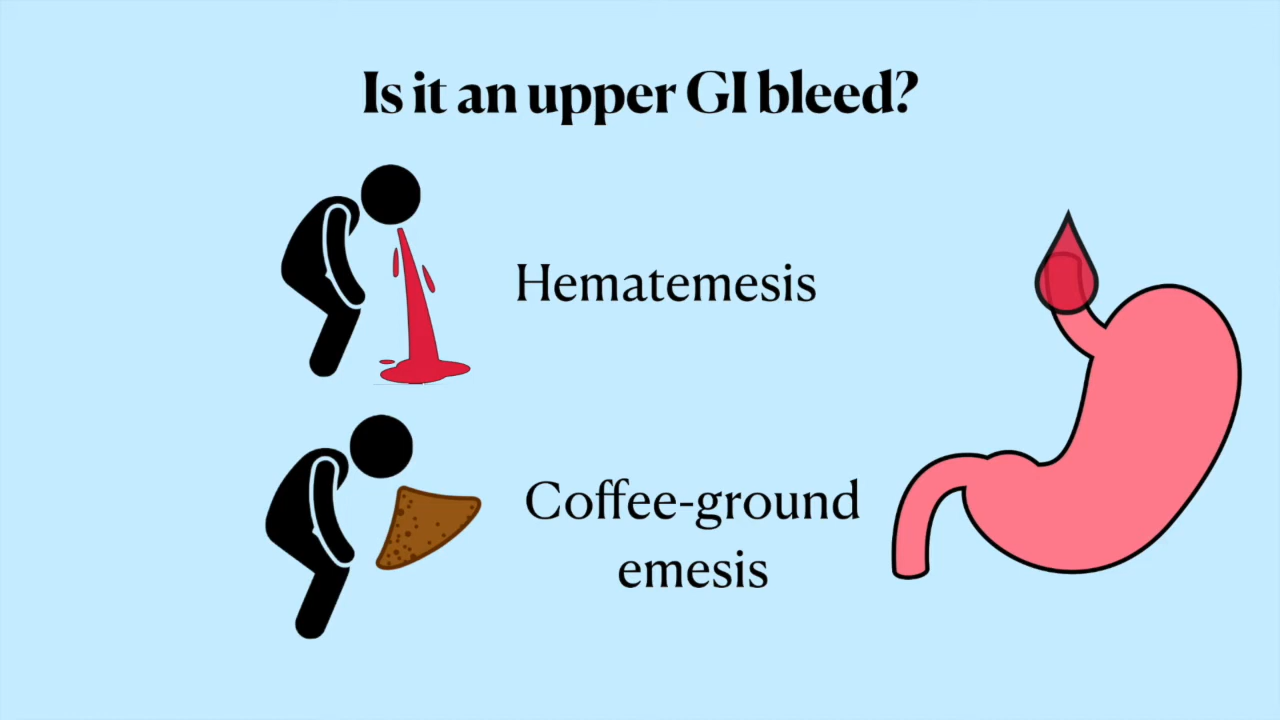 Is it an upper GI bleed?
Hematemesis
Coffee-ground
emesis